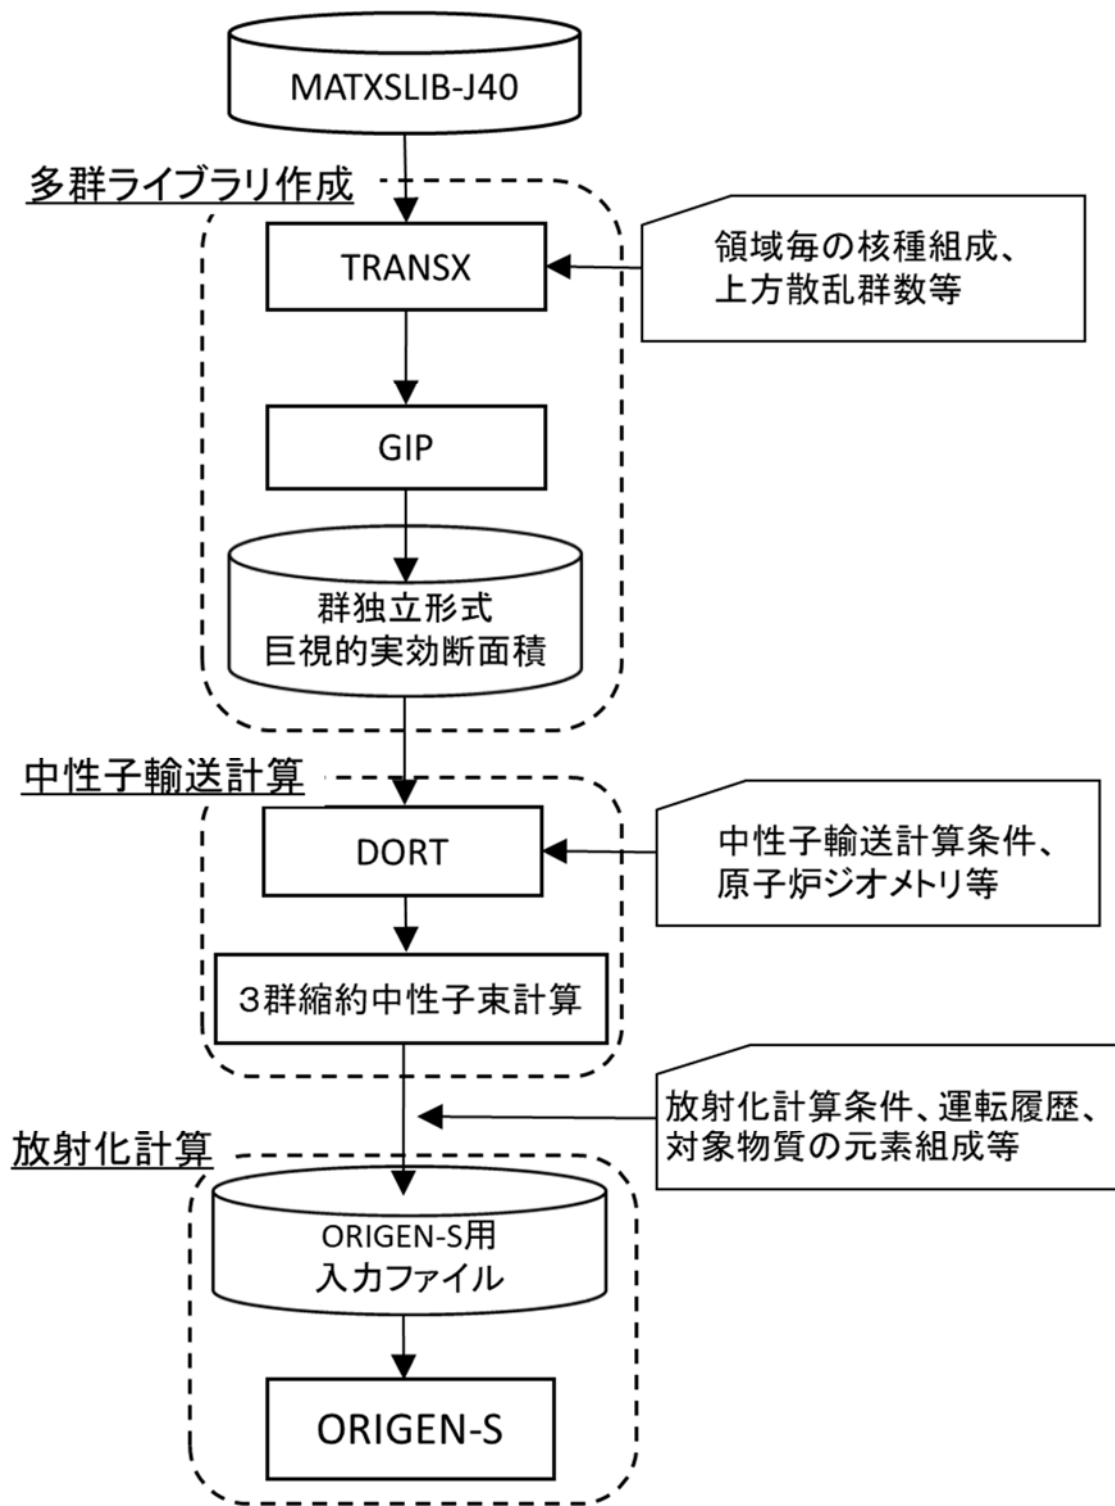 MATXSLIB-J40
多群ライブラリ作成
TRANSX
領域毎の核種組成、
上方散乱群数等
GIP
群独立形式
巨視的実効断面積
中性子輸送計算
DORT
中性子輸送計算条件、
原子炉ジオメトリ等
３群縮約中性子束計算
放射化計算条件、運転履歴、
対象物質の元素組成等
放射化計算
ORIGEN-S用
入力ファイル
ORIGEN-S